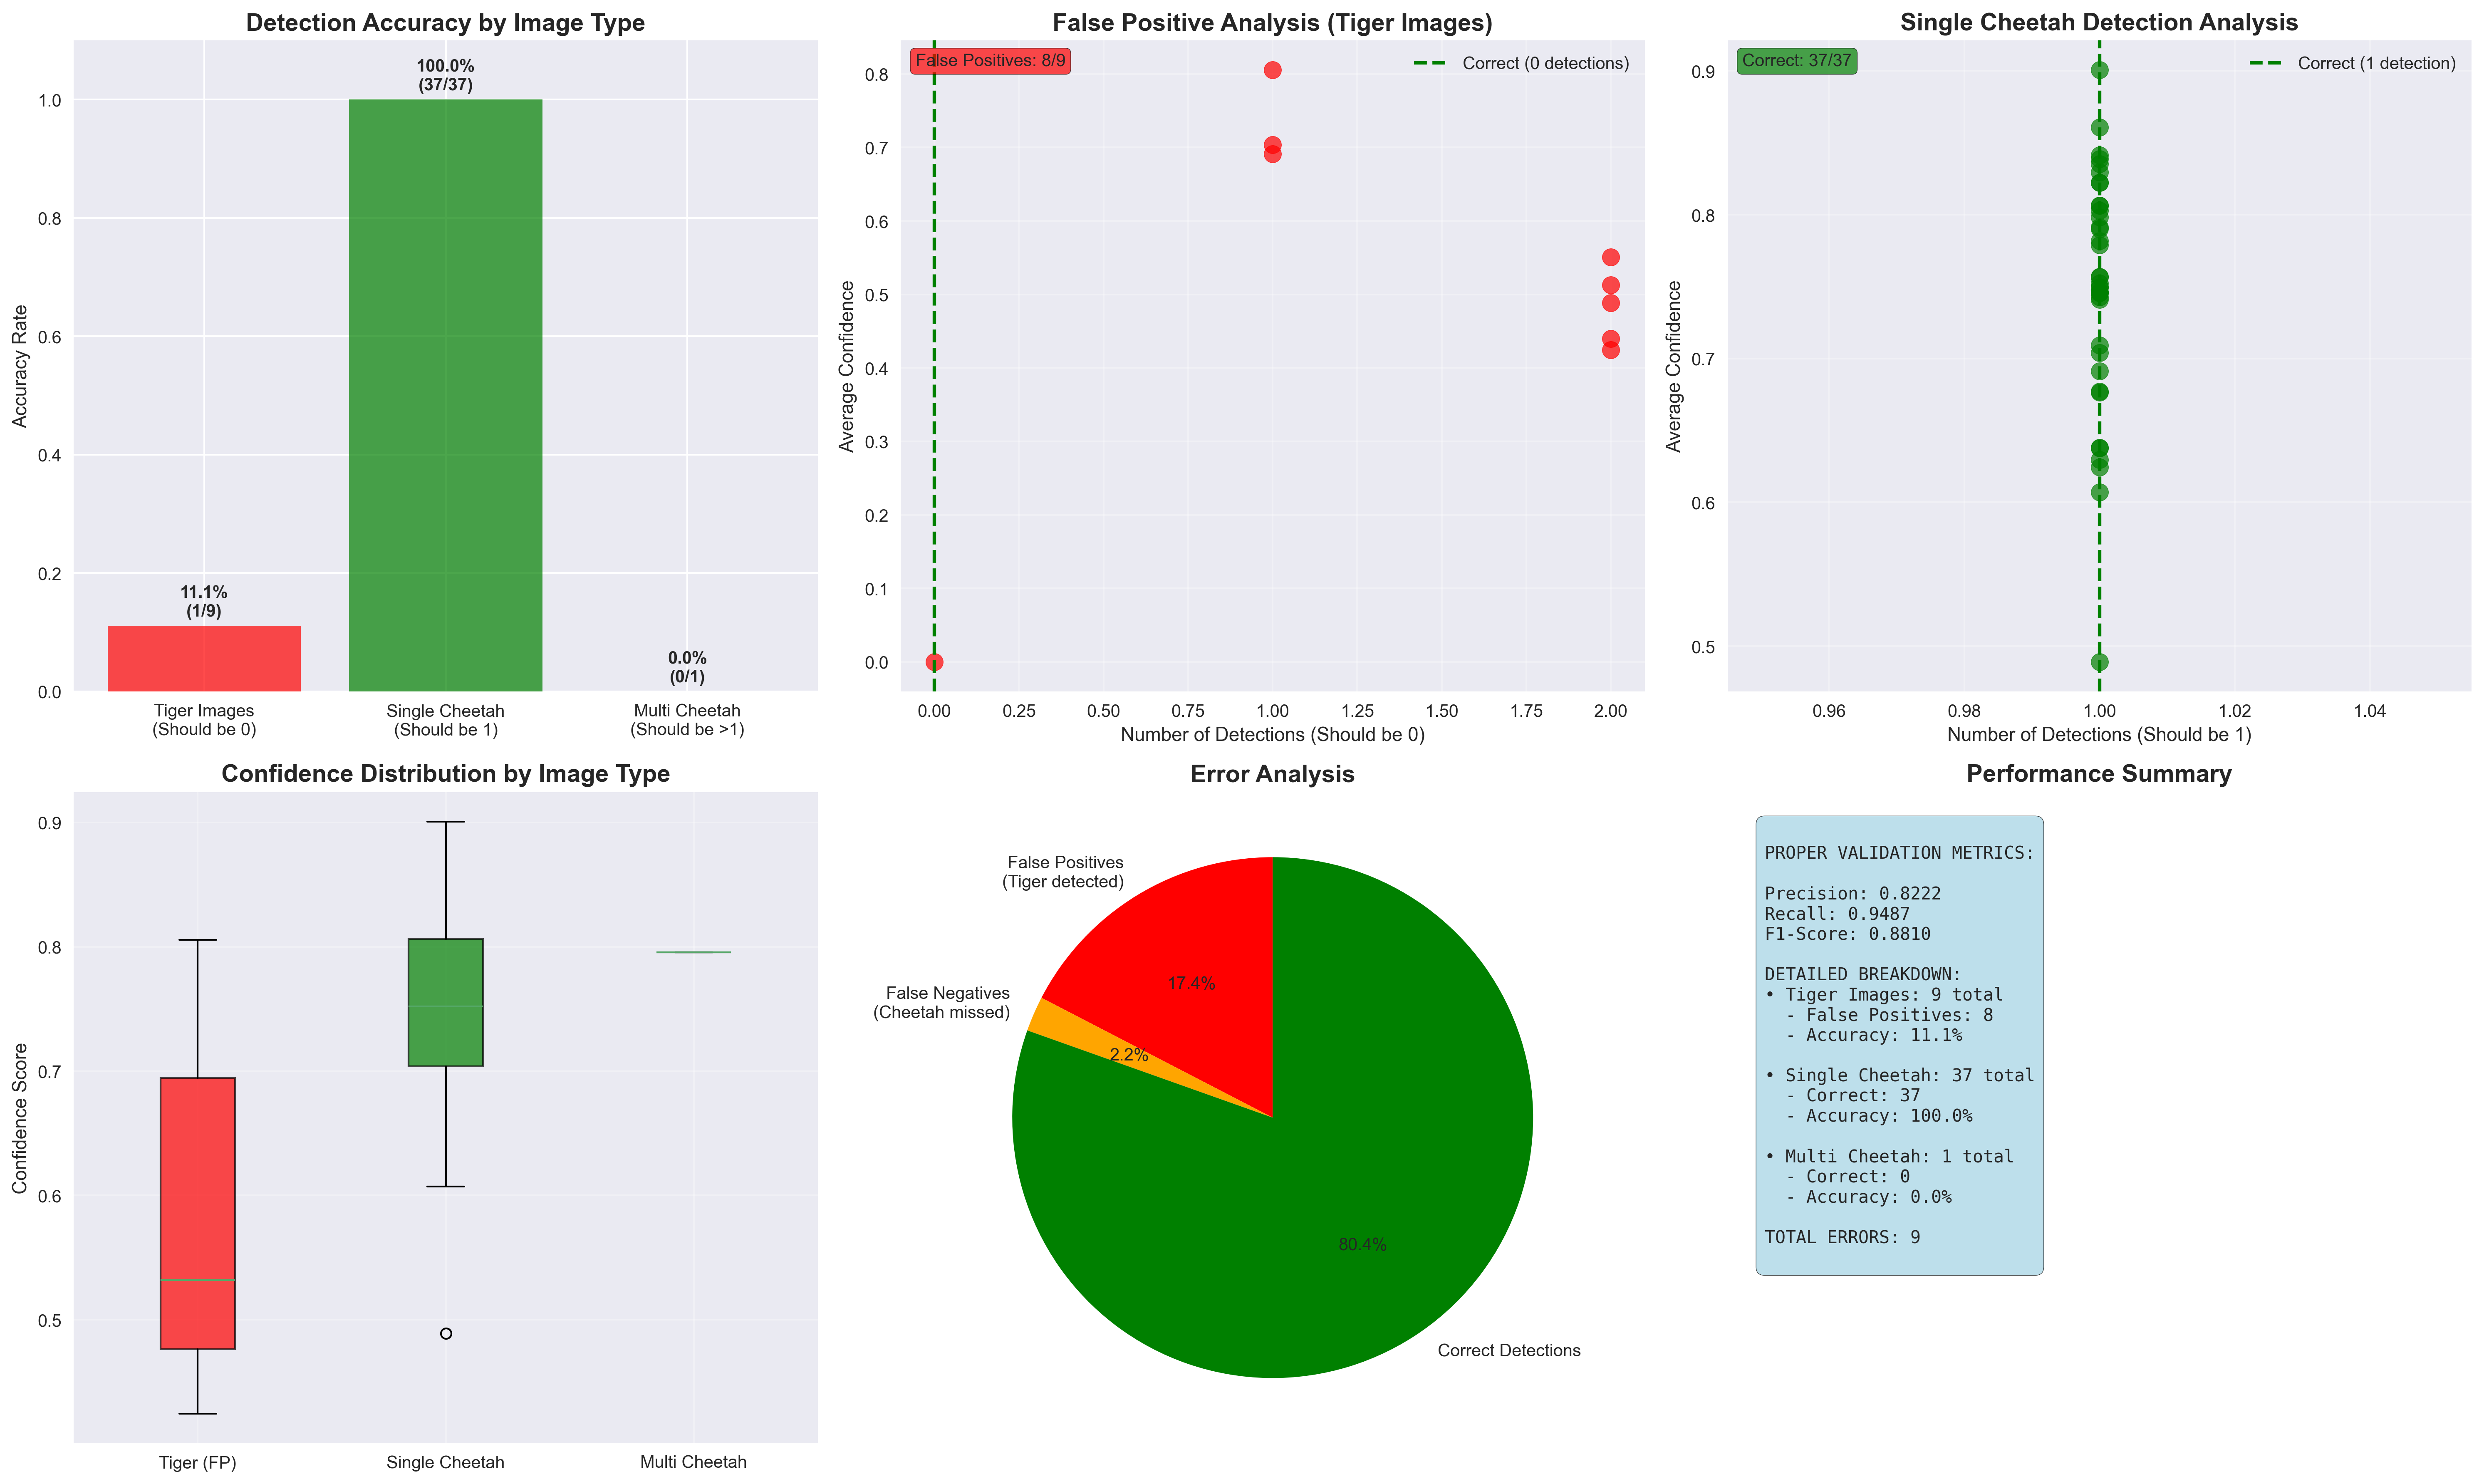 Detection Accuracy by Image Type
100.0%
(37/37)
11.1%
(1/9)
0.0%
(0/1)
Accuracy Rate
1.0
0.8
0.6
0.4
0.2
0.0
Tiger Images
(Should be 0)
Single Cheetah
(Should be 1)
Multi Cheetah
(Should be >1)
False Positive Analysis (Tiger Images)
False Positives: 8/9
Correct (0 detections)
Average Confidence
0.8
0.7
0.6
0.5
0.4
0.3
0.2
0.1
0.0
0.00 0.25 0.50 0.75 1.00 1.25 1.50 1.75 2.00
Number of Detections (Should be 0)
Single Cheetah Detection Analysis
Correct: 37/37
Correct (1 detection)
Average Confidence
0.9
0.8
0.7
0.6
0.5
0.96 0.98 1.00 1.02 1.04
Number of Detections (Should be 1)
Confidence Distribution by Image Type
Confidence Score
0.9
0.8
0.7
0.6
0.5
Tiger (FP) Single Cheetah Multi Cheetah
Error Analysis
False Positives
(Tiger detected)
17.4%
False Negatives
(Cheetah missed)
2.2%
80.4%
Correct Detections
Performance Summary
PROPER VALIDATION METRICS:
Precision: 0.8222
Recall: 0.9487
F1-Score: 0.8810
DETAILED BREAKDOWN:
• Tiger Images: 9 total
- False Positives: 8
- Accuracy: 11.1%
• Single Cheetah: 37 total
- Correct: 37
- Accuracy: 100.0%
• Multi Cheetah: 1 total
- Correct: 0
- Accuracy: 0.0%
TOTAL ERRORS: 9